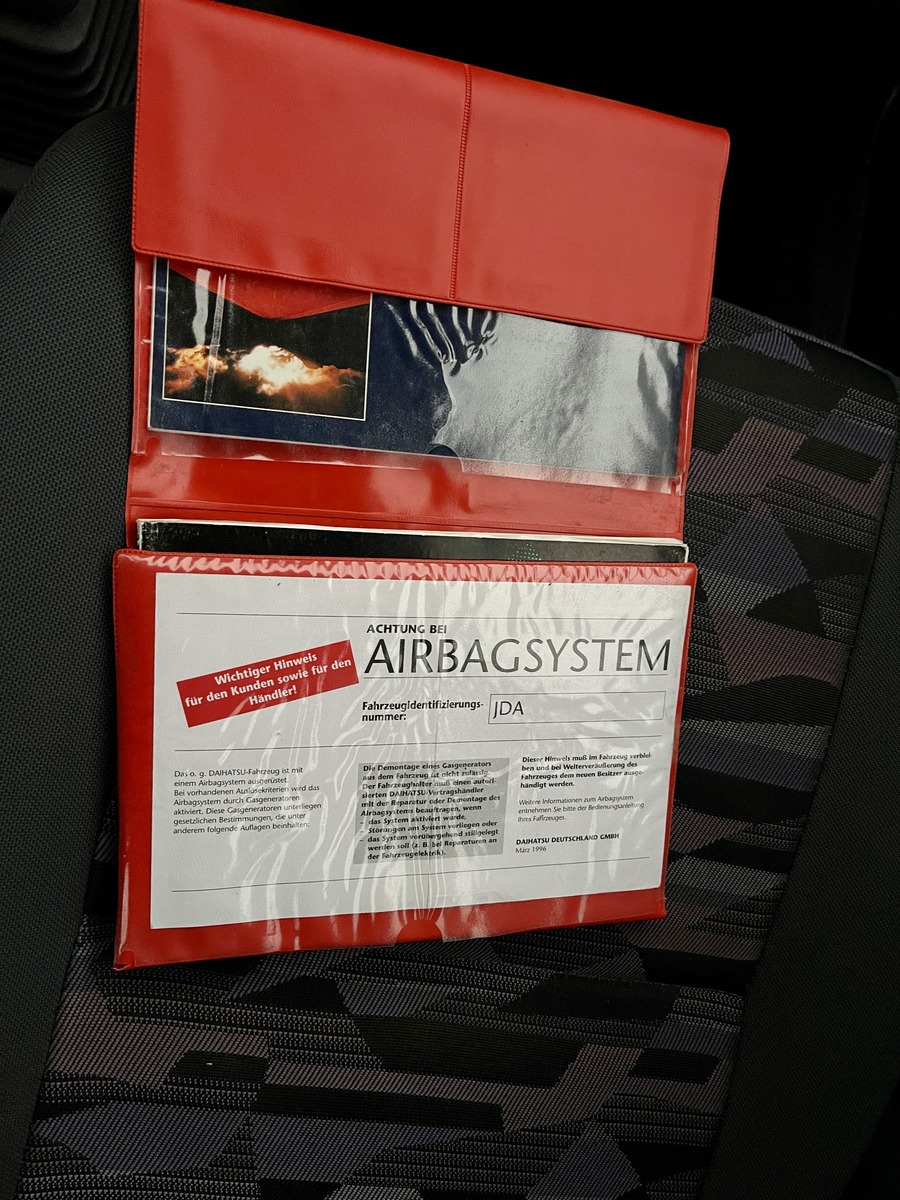 ACHTUNG BEI
AIRBAGSYSTEM
Wichtiger Hinweis
für den Kunden sowie für den
Händler!
Fahrzeugidentifizierungs-
nummer:
JDA
Das o. g. DAIHATSU-Fahrzeug ist mit
einem Airbagsystem ausgerüstet.
Bei vorhandenen Auslösekriterien wird das
Airbagsystem durch Gasgeneratoren
aktiviert. Diese Gasgeneratoren unterliegen
gesetzlichen Bestimmungen, die unter
anderem folgende Auflagen beinhalten:
Die Demontage eines Gasgenerators
aus dem Fahrzeug ist nicht zulässig.
Der Fahrzeughalter muß einen autori-
sierten DAIHATSU-Vertragshändler
mit der Reparatur oder Demontage des
Airbagsystems beauftragen, wenn
– das System aktiviert wurde,
– Störungen am System vorliegen oder
– das System vorübergehend stillgelegt
werden soll (z. B. bei Reparaturen an
der Fahrzeugelektrik).
Dieser Hinweis muß im Fahrzeug verblei-
ben und bei Weiterveräußerung des
Fahrzeuges dem neuen Besitzer ausge-
händigt werden.
Weitere Informationen zum Airbagsystem
entnehmen Sie bitte der Bedienungsanleitung
Ihres Fahrzeuges.
DAIHATSU DEUTSCHLAND GMBH
März 1996